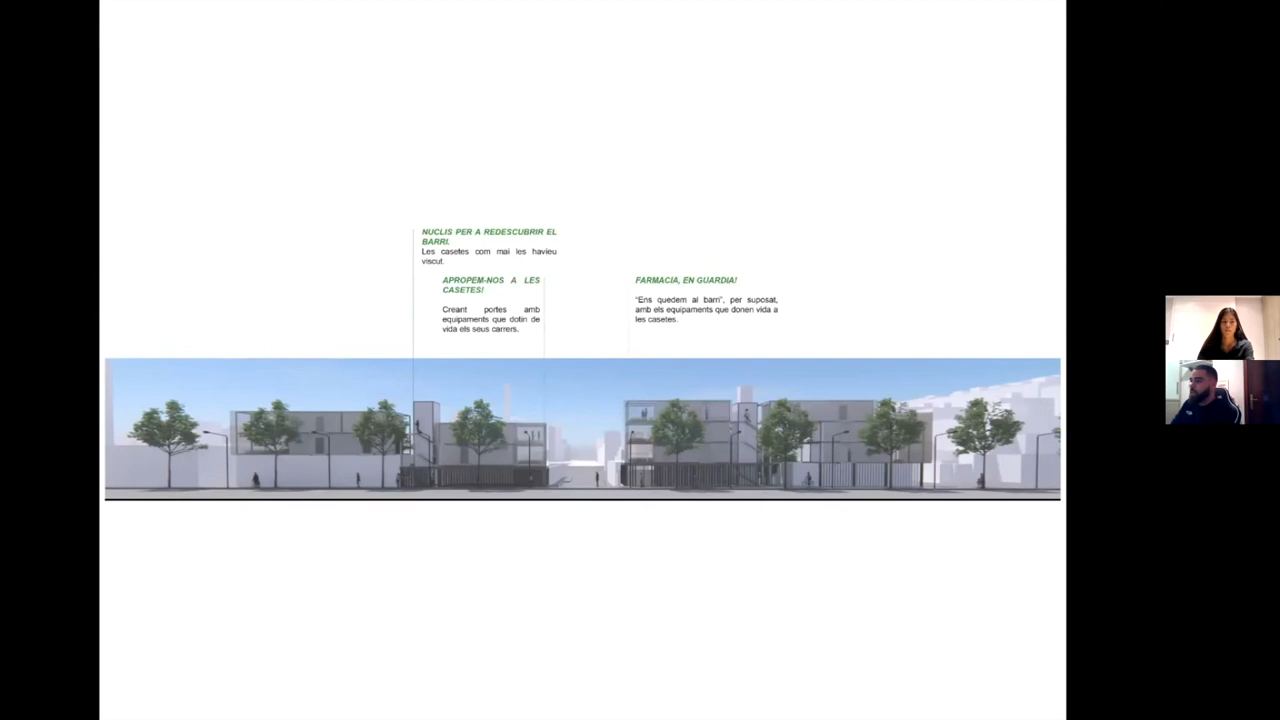 NUCLIS PER A REDESCUBRIR EL
BARRI.
Les casetes com mai les havíeu
viscut.
APROPEM-NOS A LES
CASETES!
Creant portes amb
equipaments que dotin de
vida els seus carrers.
FARMACIA, EN GUARDIA!
“Ens quedem al barri”, per suposat,
amb els equipaments que donen vida a
les casetes.